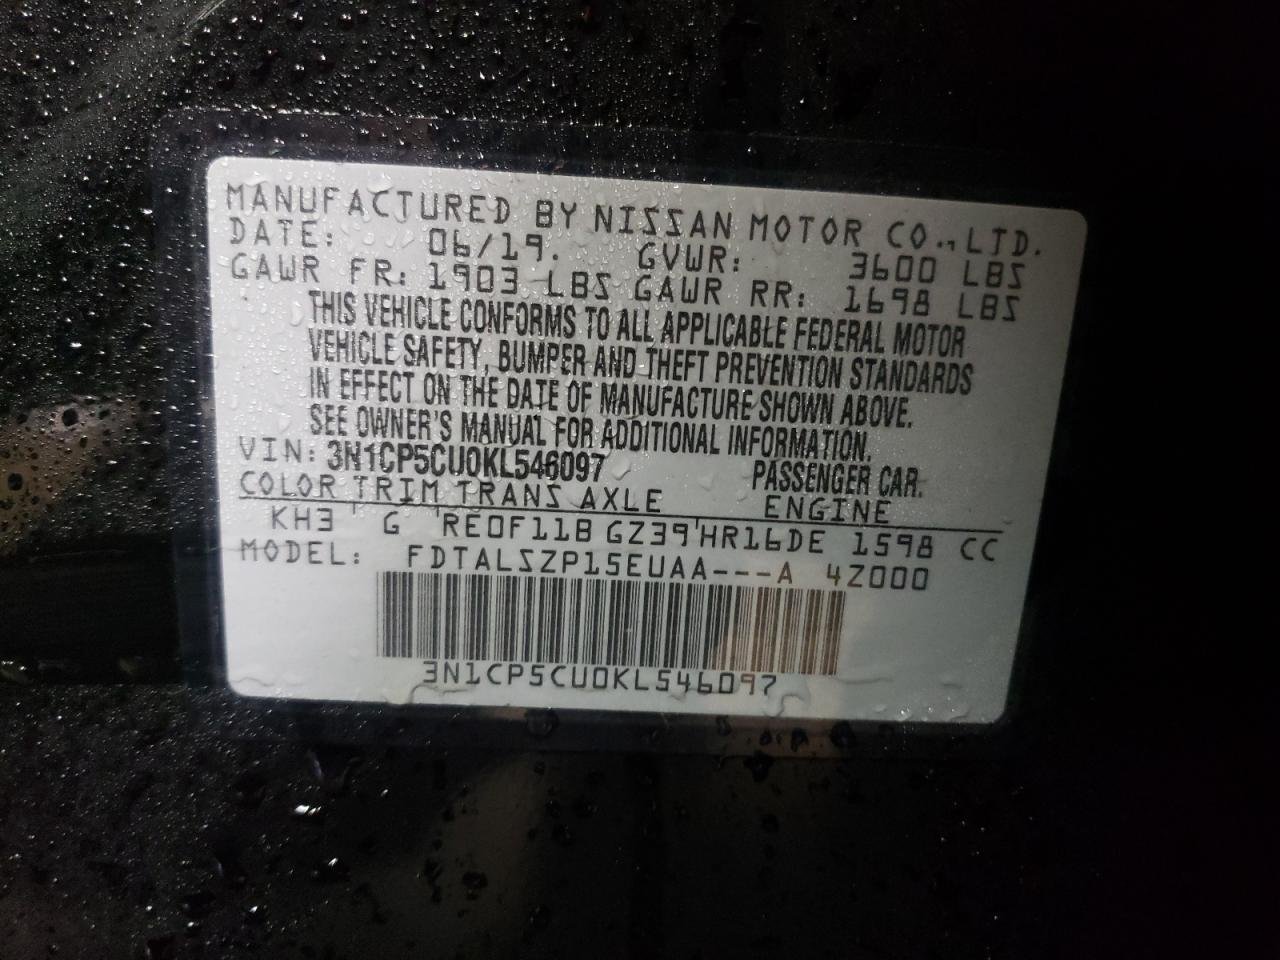 MANUFACTURED BY NISSAN MOTOR CO., LTD.
DATE: 06/19. GVWR: 3600 LBS
GAWR FR: 1903 LBS GAWR RR: 1698 LBS
THIS VEHICLE CONFORMS TO ALL APPLICABLE FEDERAL MOTOR
VEHICLE SAFETY, BUMPER AND THEFT PREVENTION STANDARDS
IN EFFECT ON THE DATE OF MANUFACTURE SHOWN ABOVE.
SEE OWNER'S MANUAL FOR ADDITIONAL INFORMATION.
VIN: 3N1CP5CU0KL546097 PASSENGER CAR.
COLOR TRIM TRANS AXLE ENGINE
KH3 ' G 'RE0F11B GZ39'HR16DE 1598 CC
MODEL: FDTALSZP15EUAA---A 4Z000
3N1CP5CU0KL546097